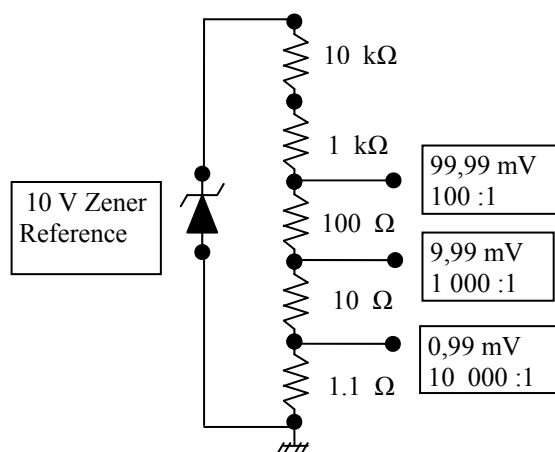 10 kΩ
1 kΩ
99,99 mV
100 :1
10 V Zener
Reference
100 Ω
9,99 mV
1 000 :1
10 Ω
0,99 mV
10 000 :1
1.1 Ω